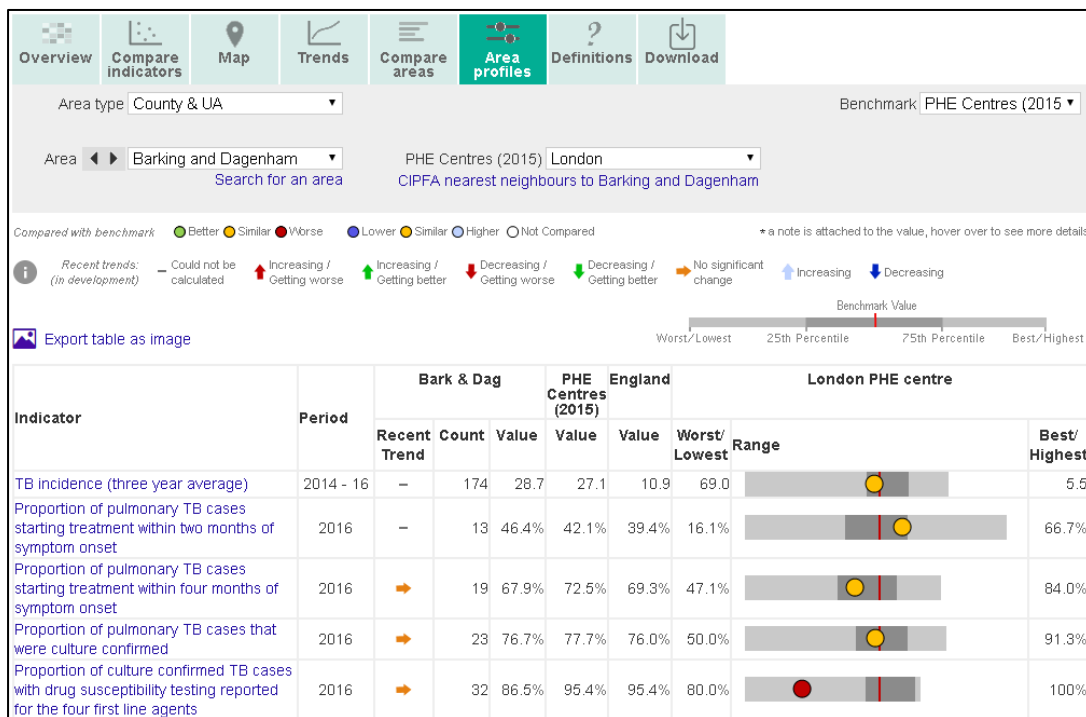 Overview
Compare indicators
Map
Trends
Compare areas
Area profiles
Definitions
Download
Area type County & UA
Benchmark PHE Centres (2015
Area Barking and Dagenham
PHE Centres (2015) London
Search for an area
CIPFA nearest neighbours to Barking and Dagenham
Compared with benchmark Better Similar Worse Lower Similar Higher Not Compared
* a note is attached to the value, hover over to see more details
Recent trends: (in development)
– Could not be calculated
Increasing / Getting worse
Increasing / Getting better
Decreasing / Getting worse
Decreasing / Getting better
No significant change
Increasing
Decreasing
Benchmark Value
Worst/Lowest 25th Percentile 75th Percentile Best/Highest
Export table as image
Bark & Dag PHE Centres (2015) England London PHE centre
Indicator Period Recent Trend Count Value Value Value Worst/ Lowest Range Best/ Highest
TB incidence (three year average) 2014 - 16 – 174 28.7 27.1 10.9 69.0 5.5
Proportion of pulmonary TB cases
starting treatment within two months of
symptom onset
2016 – 13 46.4% 42.1% 39.4% 16.1% 66.7%
Proportion of pulmonary TB cases
starting treatment within four months of
symptom onset
2016 19 67.9% 72.5% 69.3% 47.1% 84.0%
Proportion of pulmonary TB cases that
were culture confirmed
2016 23 76.7% 77.7% 76.0% 50.0% 91.3%
Proportion of culture confirmed TB cases
with drug susceptibility testing reported
for the four first line agents
2016 32 86.5% 95.4% 95.4% 80.0% 100%